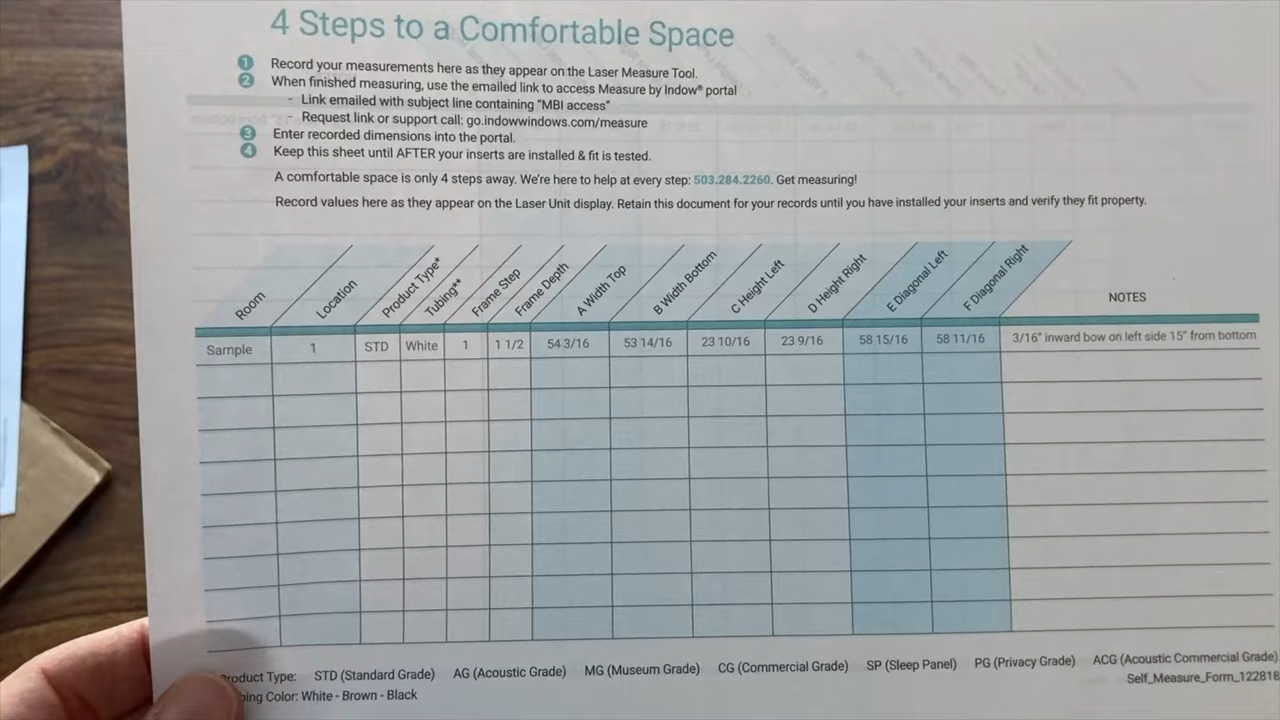 4 Steps to a Comfortable Space
1 Record your measurements here as they appear on the Laser Measure Tool.
2 When finished measuring, use the emailed link to access Measure by Indow® portal
- Link emailed with subject line containing "MBI access"
- Request link or support call: go.indowwindows.com/measure
3 Enter recorded dimensions into the portal.
4 Keep this sheet until AFTER your inserts are installed & fit is tested.
A comfortable space is only 4 steps away. We're here to help at every step: 503.284.2260. Get measuring!
Record values here as they appear on the Laser Unit display. Retain this document for your records until you have installed your inserts and verify they fit property.
Room Location Product Type* Tubing** Frame Step Frame Depth A Width Top B Width Bottom C Height Left D Height Right E Diagonal Left F Diagonal Right NOTES
Sample 1 STD White 1 1 1/2 54 3/16 53 14/16 23 10/16 23 9/16 58 15/16 58 11/16 3/16" inward bow on left side 15" from bottom
roduct Type: STD (Standard Grade) AG (Acoustic Grade) MG (Museum Grade) CG (Commercial Grade) SP (Sleep Panel) PG (Privacy Grade) ACG (Acoustic Commercial Grade)
bing Color: White - Brown - Black
Self_Measure_Form_122818